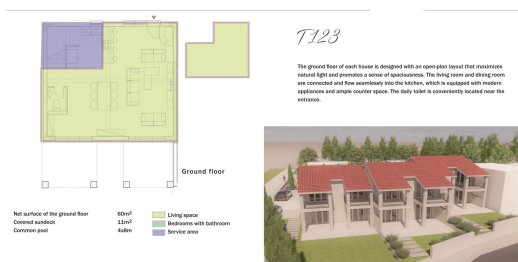 T123
The ground floor of each house is designed with an open-plan layout that maximizes
natural light and promotes a sense of spaciousness. The living room and dining room
are connected and flow seamlessly into the kitchen, which is equipped with modern
appliances and ample counter space. The daily toilet is conveniently located near the
entrance.
Ground floor
Net surface of the ground floor 60m²
Covered sundeck 11m²
Common pool 4x8m
Living space
Bedrooms with bathroom
Service area